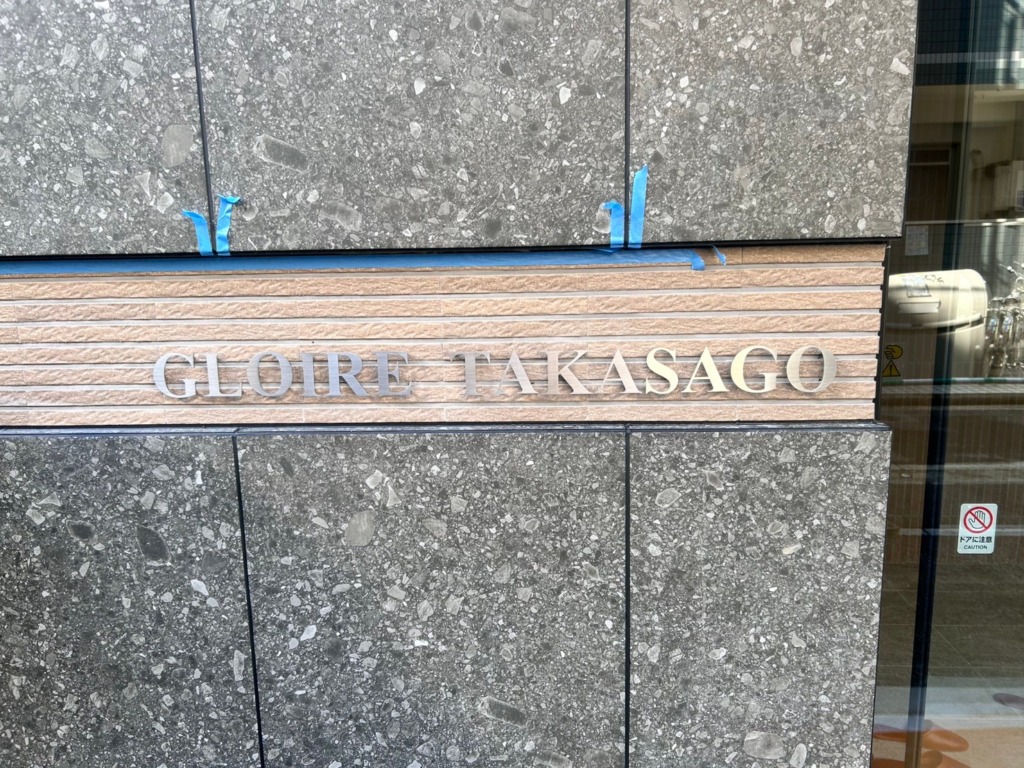 GLOIRE TAKASAGO
ドアに注意
CAUTION